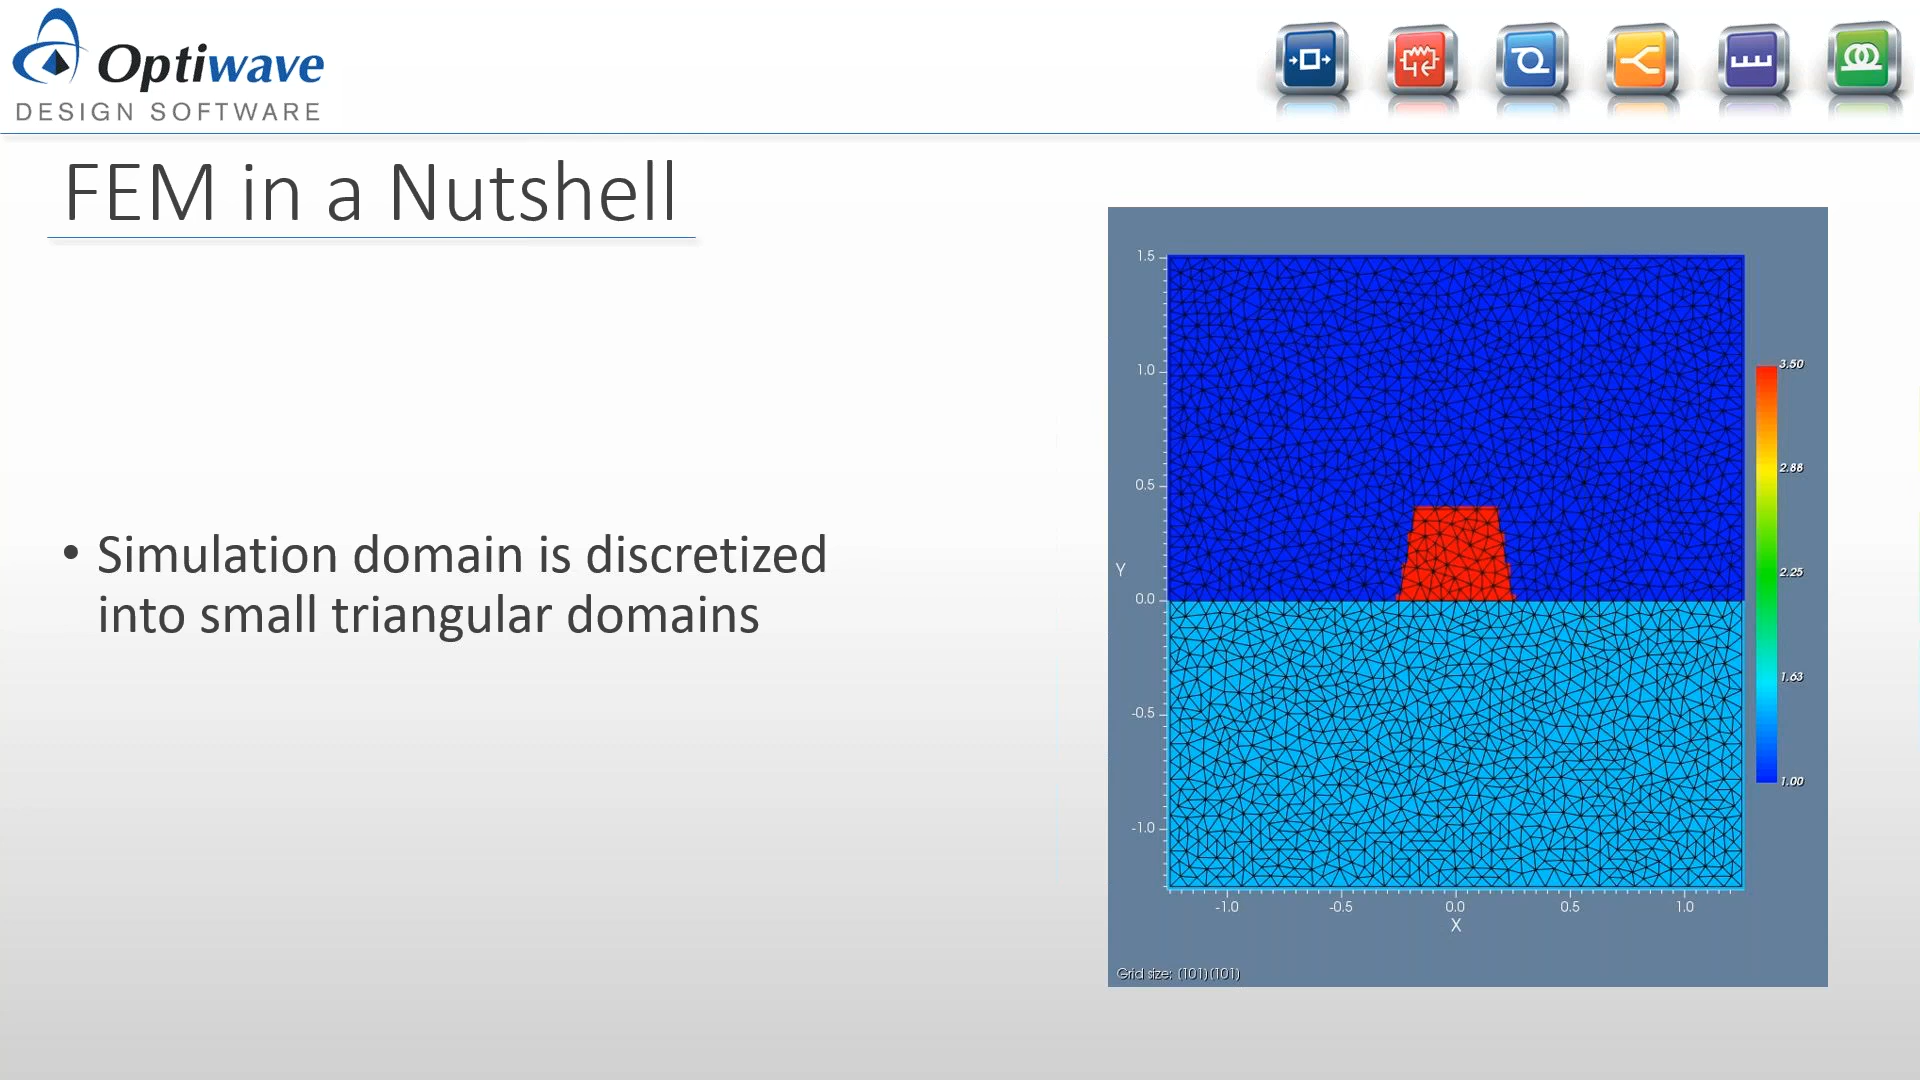 Optiwave
DESIGN SOFTWARE
FEM in a Nutshell
• Simulation domain is discretized
into small triangular domains
1.5
1.0
0.5
0.0
-0.5
-1.0
Y
-1.0 -0.5 0.0 0.5 1.0
X
3.50
2.88
2.25
1.63
1.00
Grid size: (101)(101)